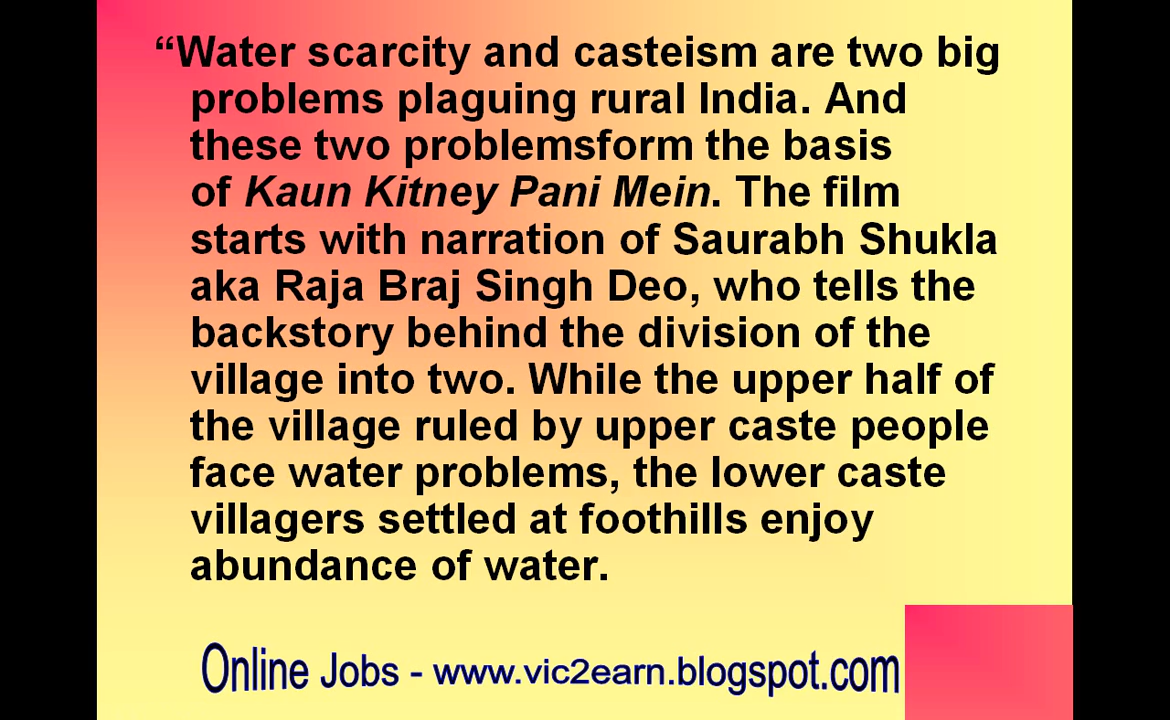 “Water scarcity and casteism are two big
problems plaguing rural India. And
these two problemsform the basis
of Kaun Kitney Pani Mein. The film
starts with narration of Saurabh Shukla
aka Raja Braj Singh Deo, who tells the
backstory behind the division of the
village into two. While the upper half of
the village ruled by upper caste people
face water problems, the lower caste
villagers settled at foothills enjoy
abundance of water.
Online Jobs - www.vic2earn.blogspot.com